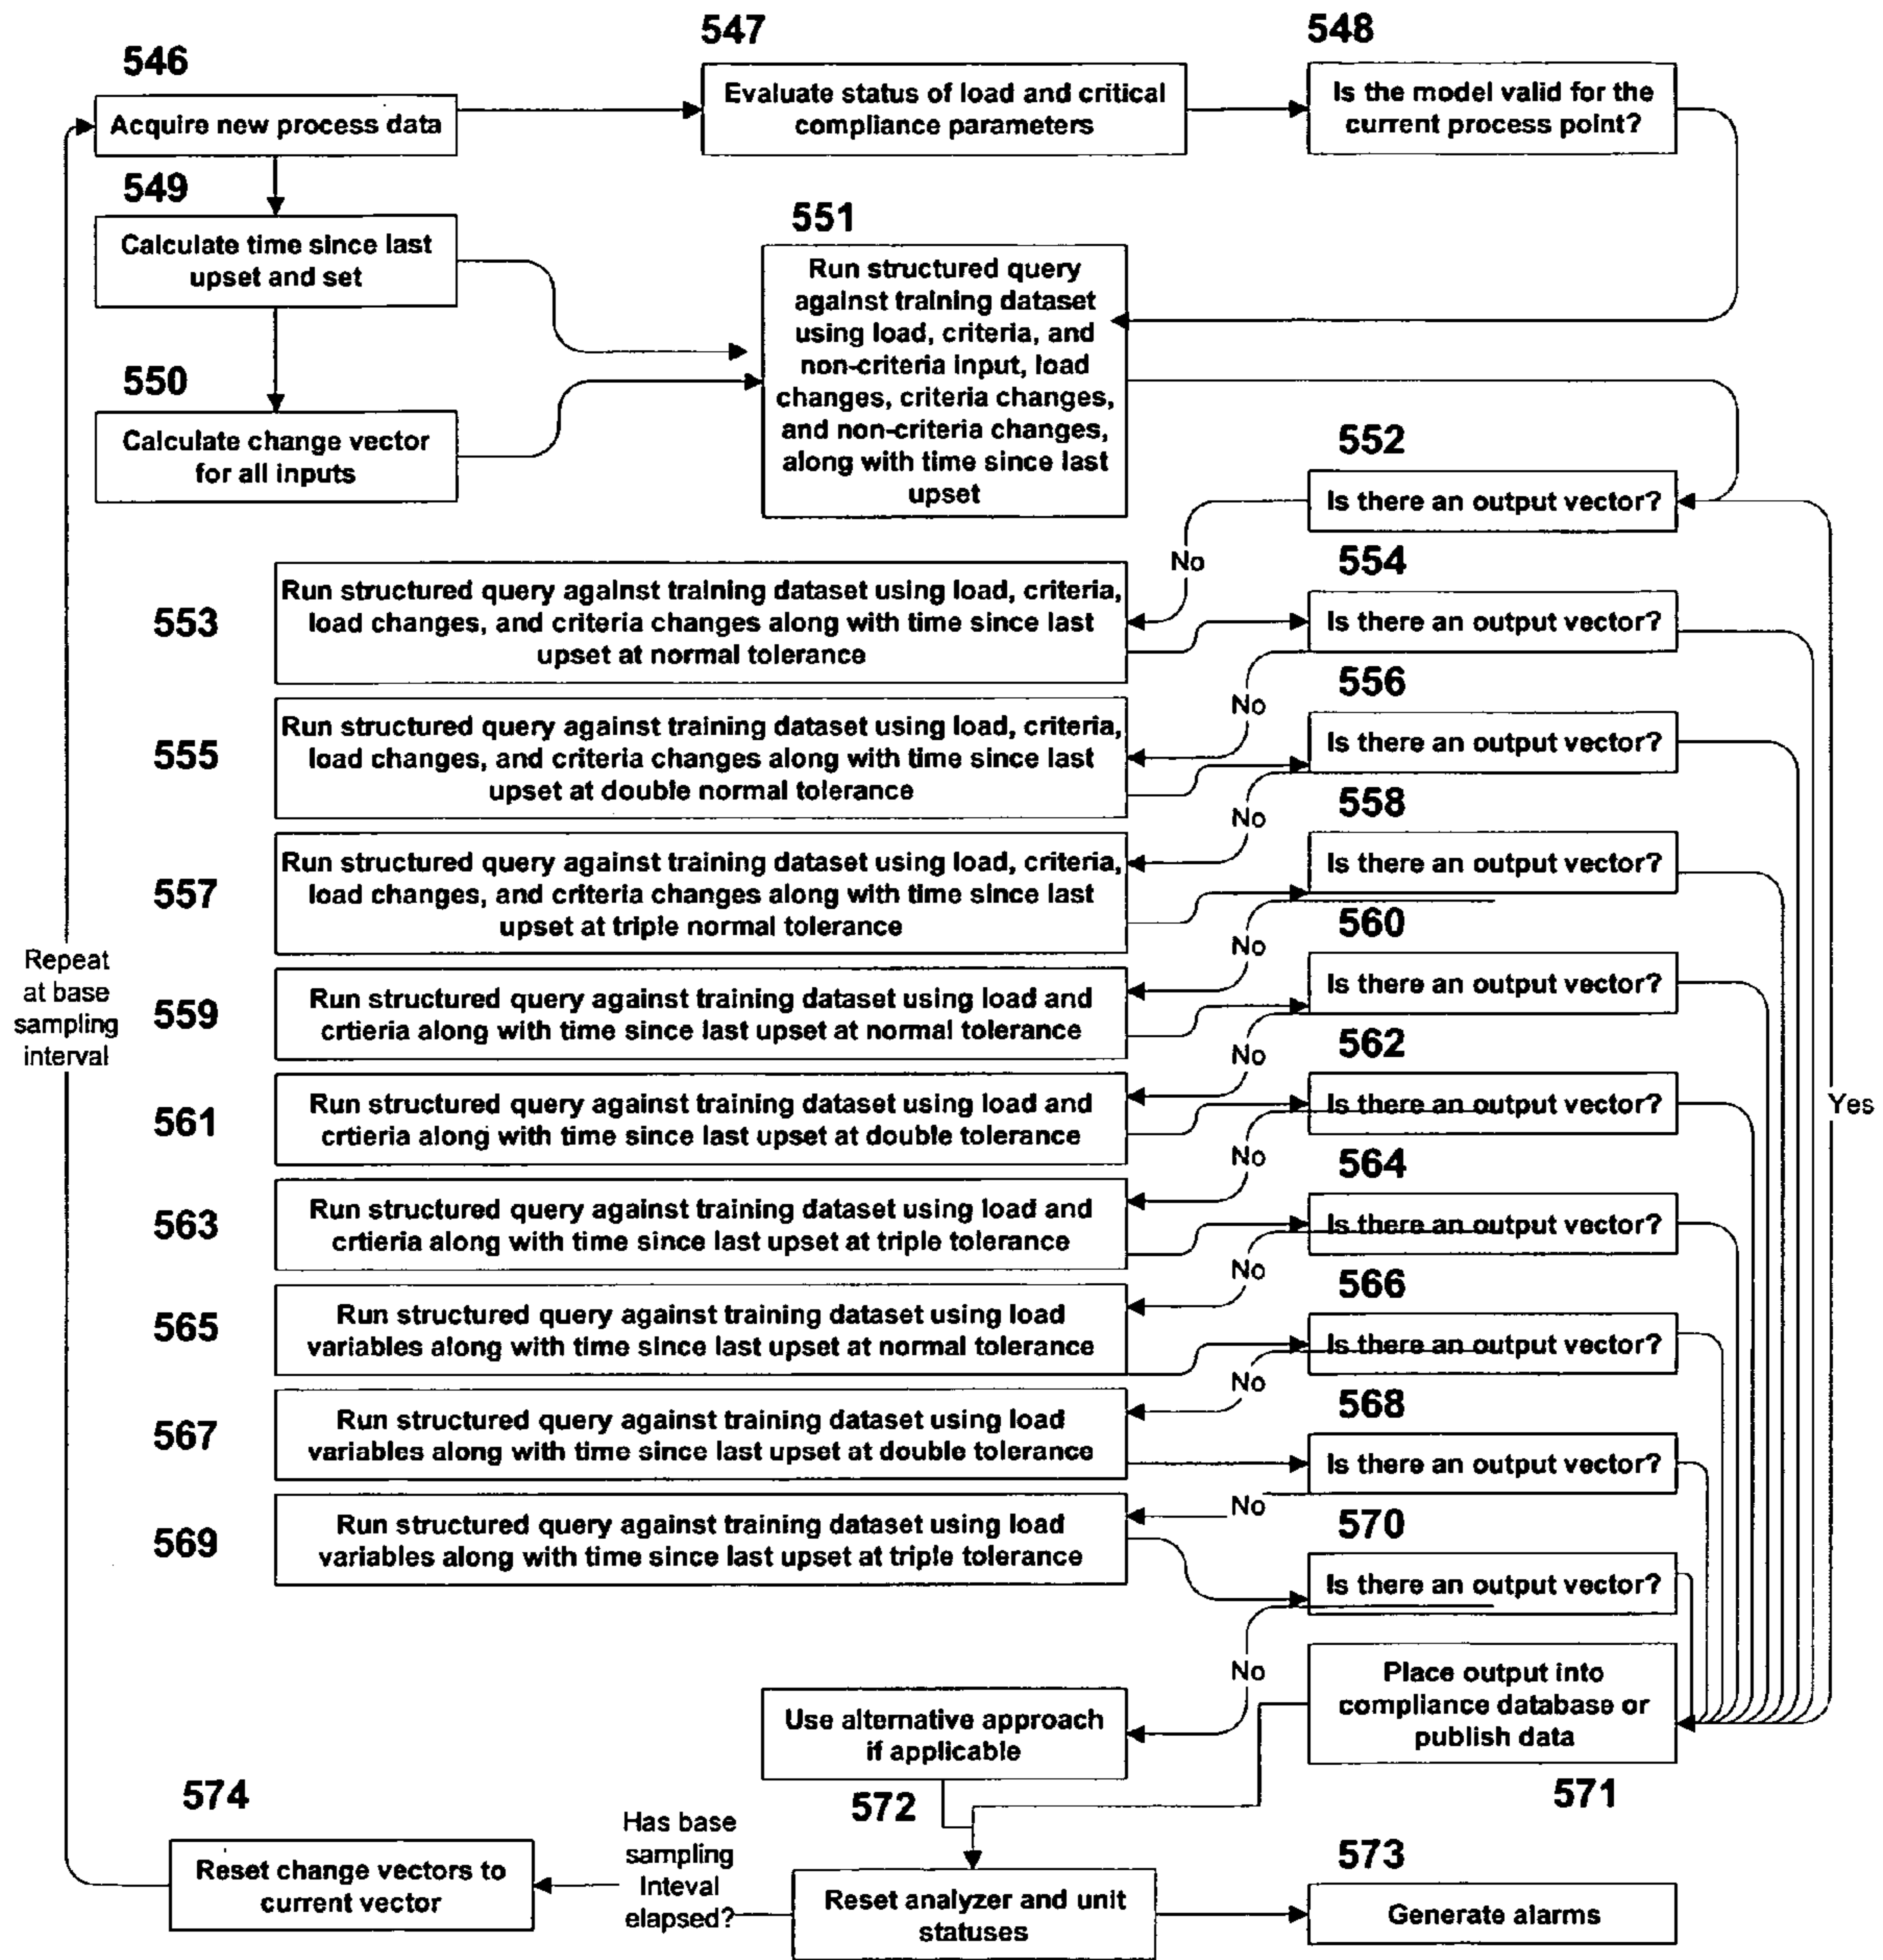 546
Acquire new process data
547
Evaluate status of load and critical
compliance parameters
548
Is the model valid for the
current process point?
549
Calculate time since last
upset and set
550
Calculate change vector
for all inputs
551
Run structured query
against training dataset
using load, criteria, and
non-criteria input, load
changes, criteria changes,
and non-criteria changes,
along with time since last
upset
552
Is there an output vector?
No
553
Run structured query against training dataset using load, criteria,
load changes, and criteria changes along with time since last
upset at normal tolerance
554
Is there an output vector?
No
555
Run structured query against training dataset using load, criteria,
load changes, and criteria changes along with time since last
upset at double normal tolerance
556
Is there an output vector?
No
557
Run structured query against training dataset using load, criteria,
load changes, and criteria changes along with time since last
upset at triple normal tolerance
558
Is there an output vector?
No
559
Run structured query against training dataset using load and
crtieria along with time since last upset at normal tolerance
560
Is there an output vector?
No
561
Run structured query against training dataset using load and
crtieria along with time since last upset at double tolerance
562
Is there an output vector?
No
563
Run structured query against training dataset using load and
crtieria along with time since last upset at triple tolerance
564
Is there an output vector?
No
565
Run structured query against training dataset using load
variables along with time since last upset at normal tolerance
566
Is there an output vector?
No
567
Run structured query against training dataset using load
variables along with time since last upset at double tolerance
568
Is there an output vector?
No
569
Run structured query against training dataset using load
variables along with time since last upset at triple tolerance
570
Is there an output vector?
No
Yes
Repeat
at base
sampling
interval
Place output into
compliance database or
publish data
571
Use alternative approach
if applicable
572
Reset analyzer and unit
statuses
573
Generate alarms
Has base
sampling
Inteval
elapsed?
574
Reset change vectors to
current vector